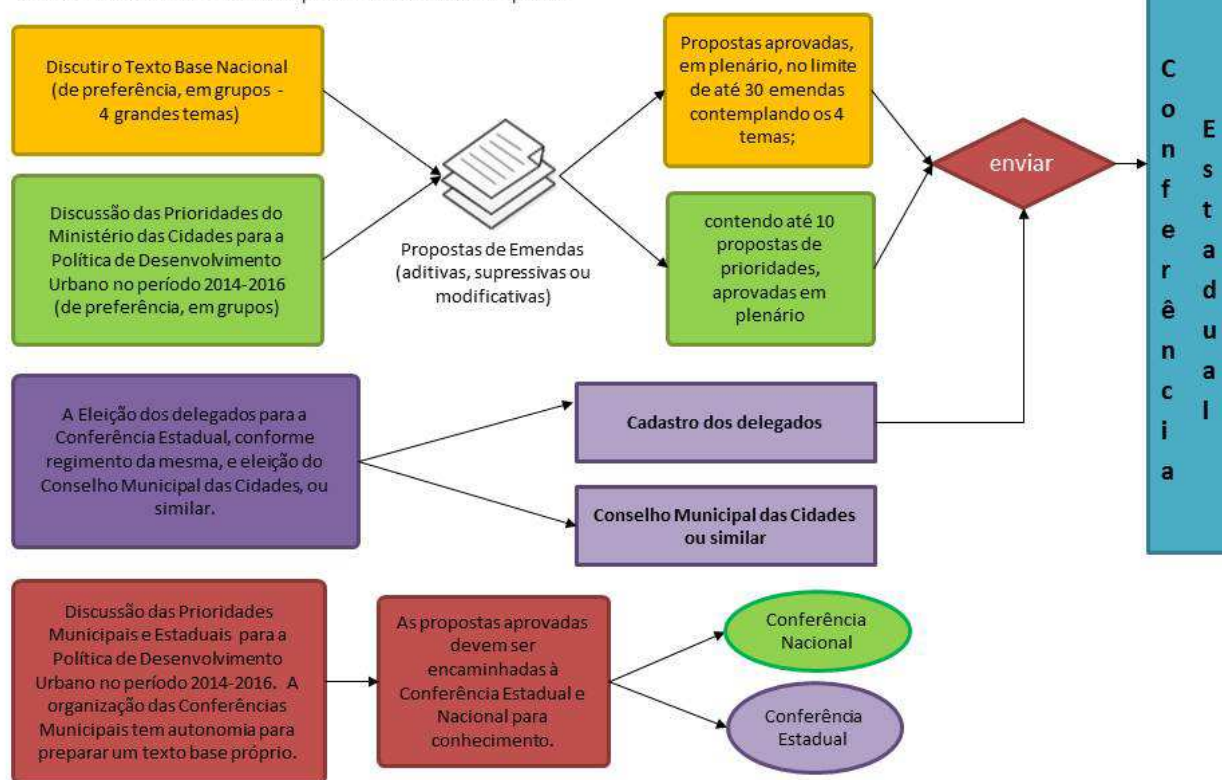 Discutir o Texto Base Nacional
(de preferência, em grupos -
4 grandes temas)
Propostas aprovadas,
em plenário, no limite
de até 30 emendas
contemplando os 4
temas;
enviar
Conferência
Estadual
Discussão das Prioridades do
Ministério das Cidades para a
Política de Desenvolvimento
Urbano no período 2014-2016
(de preferência, em grupos)
Propostas de Emendas
(aditivas, supressivas ou
modificativas)
contendo até 10
propostas de
prioridades,
aprovadas em
plenário
A Eleição dos delegados para a
Conferência Estadual, conforme
regimento da mesma, e eleição do
Conselho Municipal das Cidades, ou
similar.
Cadastro dos delegados
Conselho Municipal das Cidades
ou similar
Discussão das Prioridades
Municipais e Estaduais para a
Política de Desenvolvimento
Urbano no período 2014-2016. A
organização das Conferências
Municipais tem autonomia para
preparar um texto base próprio.
As propostas aprovadas
devem ser
encaminhadas à
Conferência Estadual e
Nacional para
conhecimento.
Conferência
Nacional
Conferência
Estadual